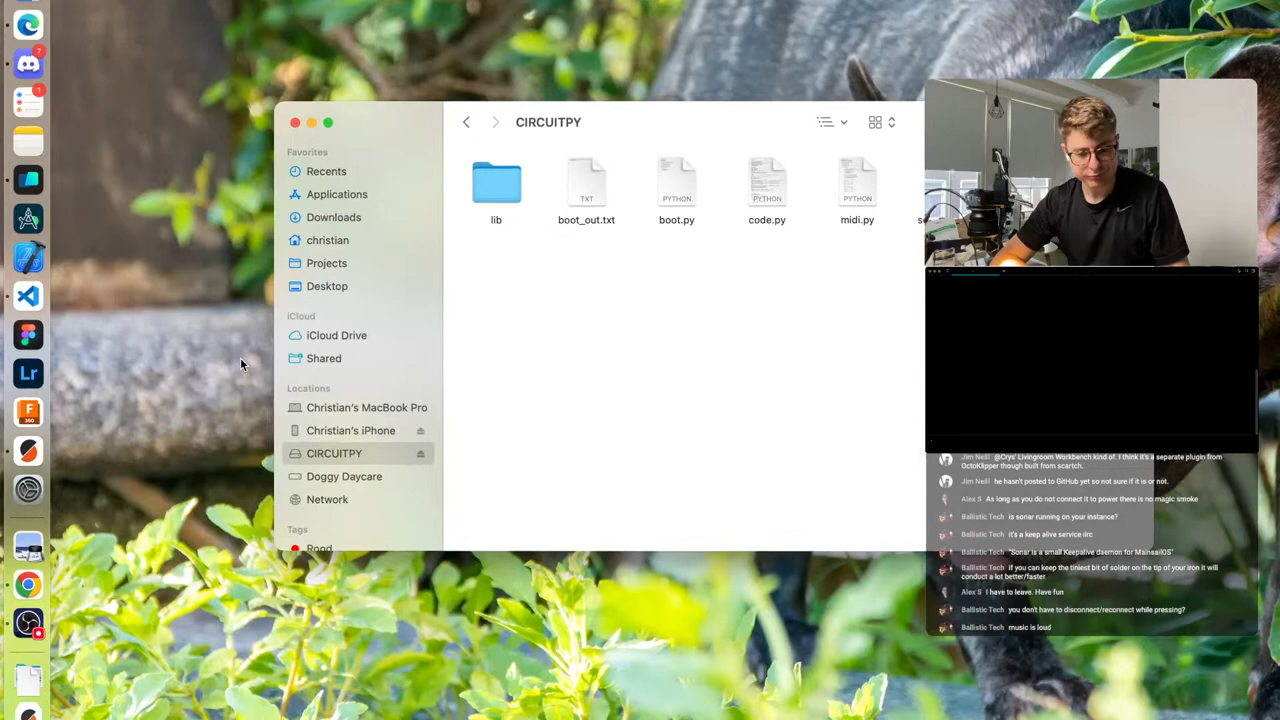 7
1
Lr
F
360
CIRCUITPY
Favorites
Recents
Applications
Downloads
christian
Projects
Desktop
iCloud
iCloud Drive
Shared
Locations
Christian's MacBook Pro
Christian's iPhone
CIRCUITPY
Doggy Daycare
Network
Tags
Rood
TXT
PYTHON
PYTHON
PYTHON
lib
boot_out.txt
boot.py
code.py
midi.py
Jim Neill @Crys' Livingroom Workbench kind of. I think it's a separate plugin from
OctoKlipper though built from scartch.
Jim Neill he hasn't posted to GitHub yet so not sure if it is or not.
Alex S As long as you do not connect it to power there is no magic smoke
Ballistic Tech is sonar running on your instance?
Ballistic Tech it's a keep alive service iirc
Ballistic Tech "Sonar is a small Keepalive dsemon for MainsailOS"
Ballistic Tech if you can keep the tiniest bit of solder on the tip of your iron it will
conduct a lot better/faster
Alex S I have to leave. Have fun
Ballistic Tech you don't have to disconnect/reconnect while pressing?
Ballistic Tech music is loud